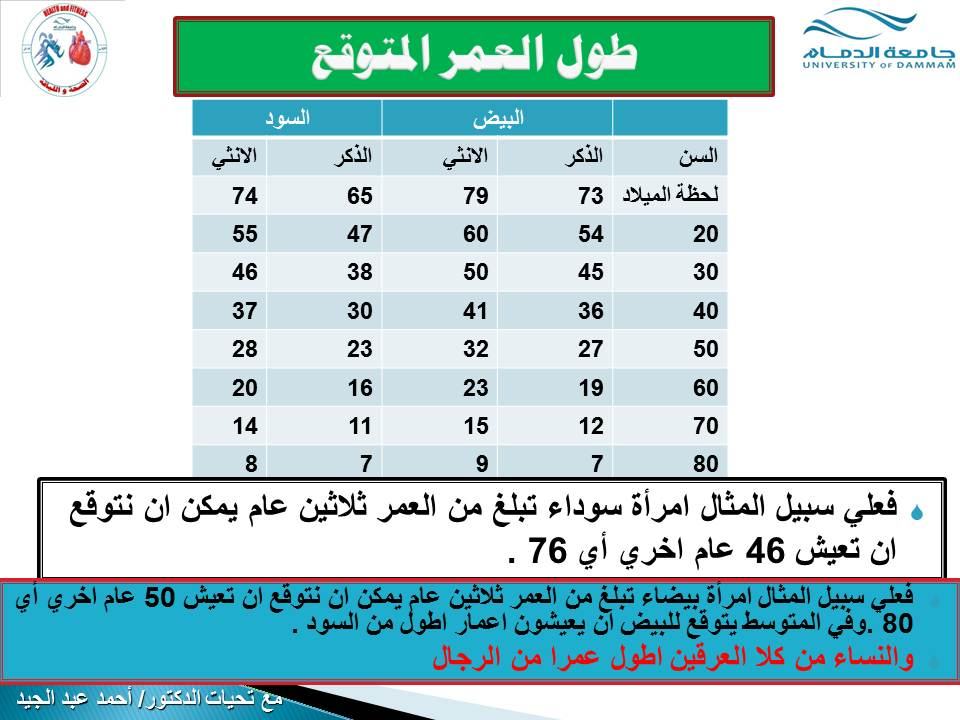 HEALTH and FITNESS
الصحة و اللياقة
طول العمر المتوقع
جامعة الدمام
UNIVERSITY OF DAMMAM
البيض السود
السن الذكر الانثي الذكر الانثي
لحظة الميلاد 73 79 65 74
20 54 60 47 55
30 45 50 38 46
40 36 41 30 37
50 27 32 23 28
60 19 23 16 20
70 12 15 11 14
80 7 9 7 8
فعلي سبيل المثال امرأة سوداء تبلغ من العمر ثلاثين عام يمكن ان نتوقع
ان تعيش 46 عام اخري أي 76 .
فعلي سبيل المثال امرأة بيضاء تبلغ من العمر ثلاثين عام يمكن ان نتوقع ان تعيش 50 عام اخري أي
80 .وفي المتوسط يتوقع للبيض ان يعيشون اعمار اطول من السود .
والنساء من كلا العرقين اطول عمرا من الرجال
مع تحيات الدكتور/ أحمد عبد الجيد